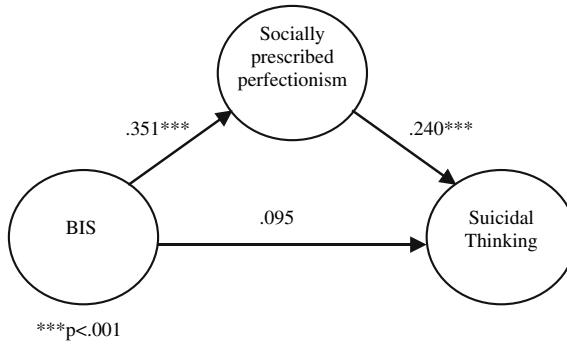 Socially
prescribed
perfectionism
.351***
.240***
BIS
.095
Suicidal
Thinking
***p<.001